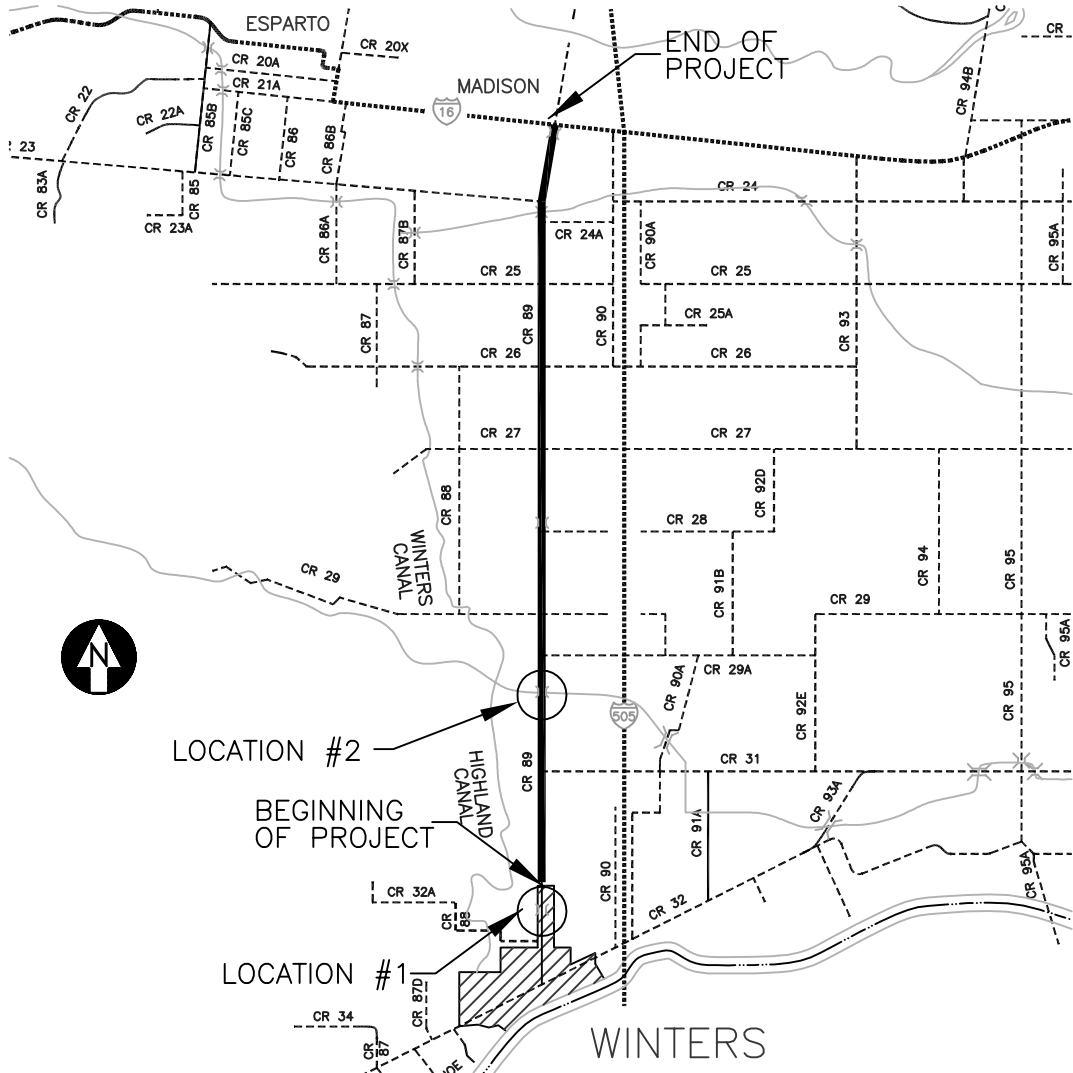 ESPARTO
CR 20X
END OF
PROJECT
CR
CR 20A
CR 21A
MADISON
16
CR 22
CR 22A
CR 85B
CR 85C
CR 86
CR 86B
CR 94B
23
CR 83A
CR 85
CR 23A
CR 86A
CR 87B
CR 24
CR 24A
CR 90A
CR 95A
CR 25
CR 25
CR 87
CR 89
CR 90
CR 25A
CR 93
CR 26
CR 26
CR 27
CR 27
CR 88
CR 92D
CR 28
WINTERS
CANAL
CR 29
CR 91B
CR 94
CR 95
CR 29
N
CR 29A
CR 90A
CR 92E
CR 95A
CR 95
505
LOCATION #2
CR 89
CR 31
HIGHLAND
CANAL
BEGINNING
OF PROJECT
CR 91A
CR 93A
CR 90
CR 95A
CR 32A
CR 88
CR 32
LOCATION #1
CR 87D
CR 34
CR 87
OE
WINTERS